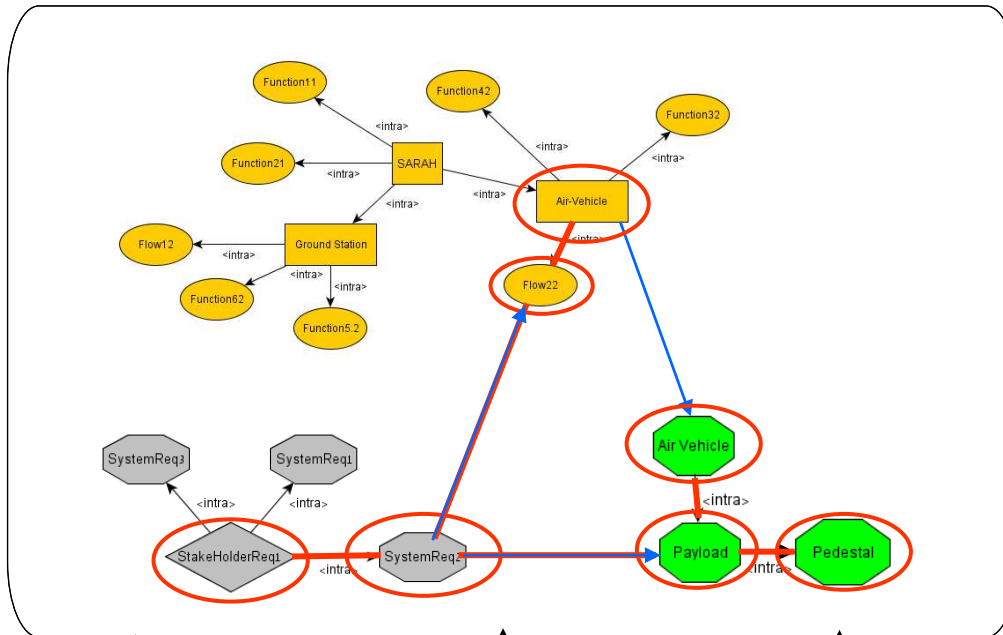 Function11
Function42
Function32
<intra>
<intra>
<intra>
Function21
<intra>
SARAH
<intra>
<intra>
Air-Vehicle
Flow12
<intra>
Ground Station
<intra>
<intra>
<intra>
Function62
Flow22
Function5.2
SystemReq3
SystemReq1
Air Vehicle
<intra>
<intra>
<intra>
StakeHolderReq1
<intra>
SystemReq2
Payload
<intra>
Pedestal